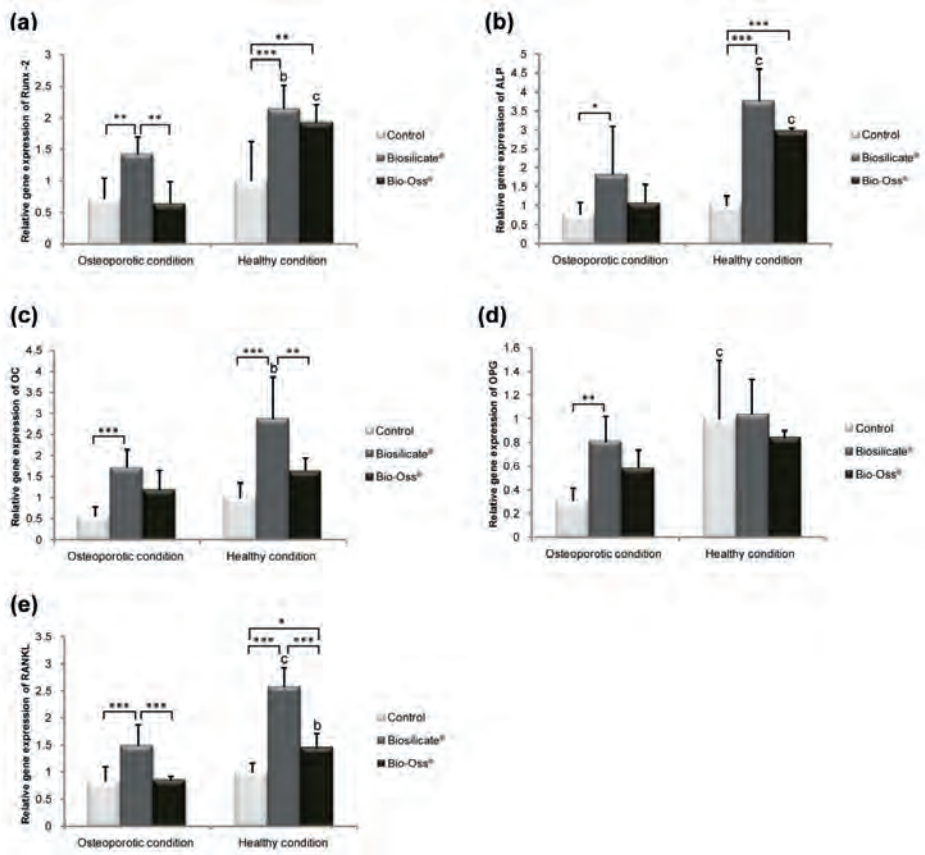 (a)
Relative gene expression of Runx -2
3
2.5
2
1.5
1
0.5
0
** ** *** ** b c
Osteoporotic condition Healthy condition
Control
Biosilicate®
Bio-Oss®
(b)
Relative gene expression of ALP
5
4.5
4
3.5
3
2.5
2
1.5
1
0.5
0
* *** *** c c
Osteoporotic condition Healthy condition
Control
Biosilicate®
Bio-Oss®
(c)
Relative gene expression of OC
4.5
4
3.5
3
2.5
2
1.5
1
0.5
0
*** *** ** b
Osteoporotic condition Healthy condition
Control
Biosilicate®
Bio-Oss®
(d)
Relative gene expression of OPG
1.6
1.4
1.2
1
0.8
0.6
0.4
0.2
0
** c
Osteoporotic condition Healthy condition
Control
Biosilicate®
Bio-Oss®
(e)
Relative gene expression of RANKL
3.5
3
2.5
2
1.5
1
0.5
0
*** *** * *** *** c b
Osteoporotic condition Healthy condition
Control
Biosilicate®
Bio-Oss®